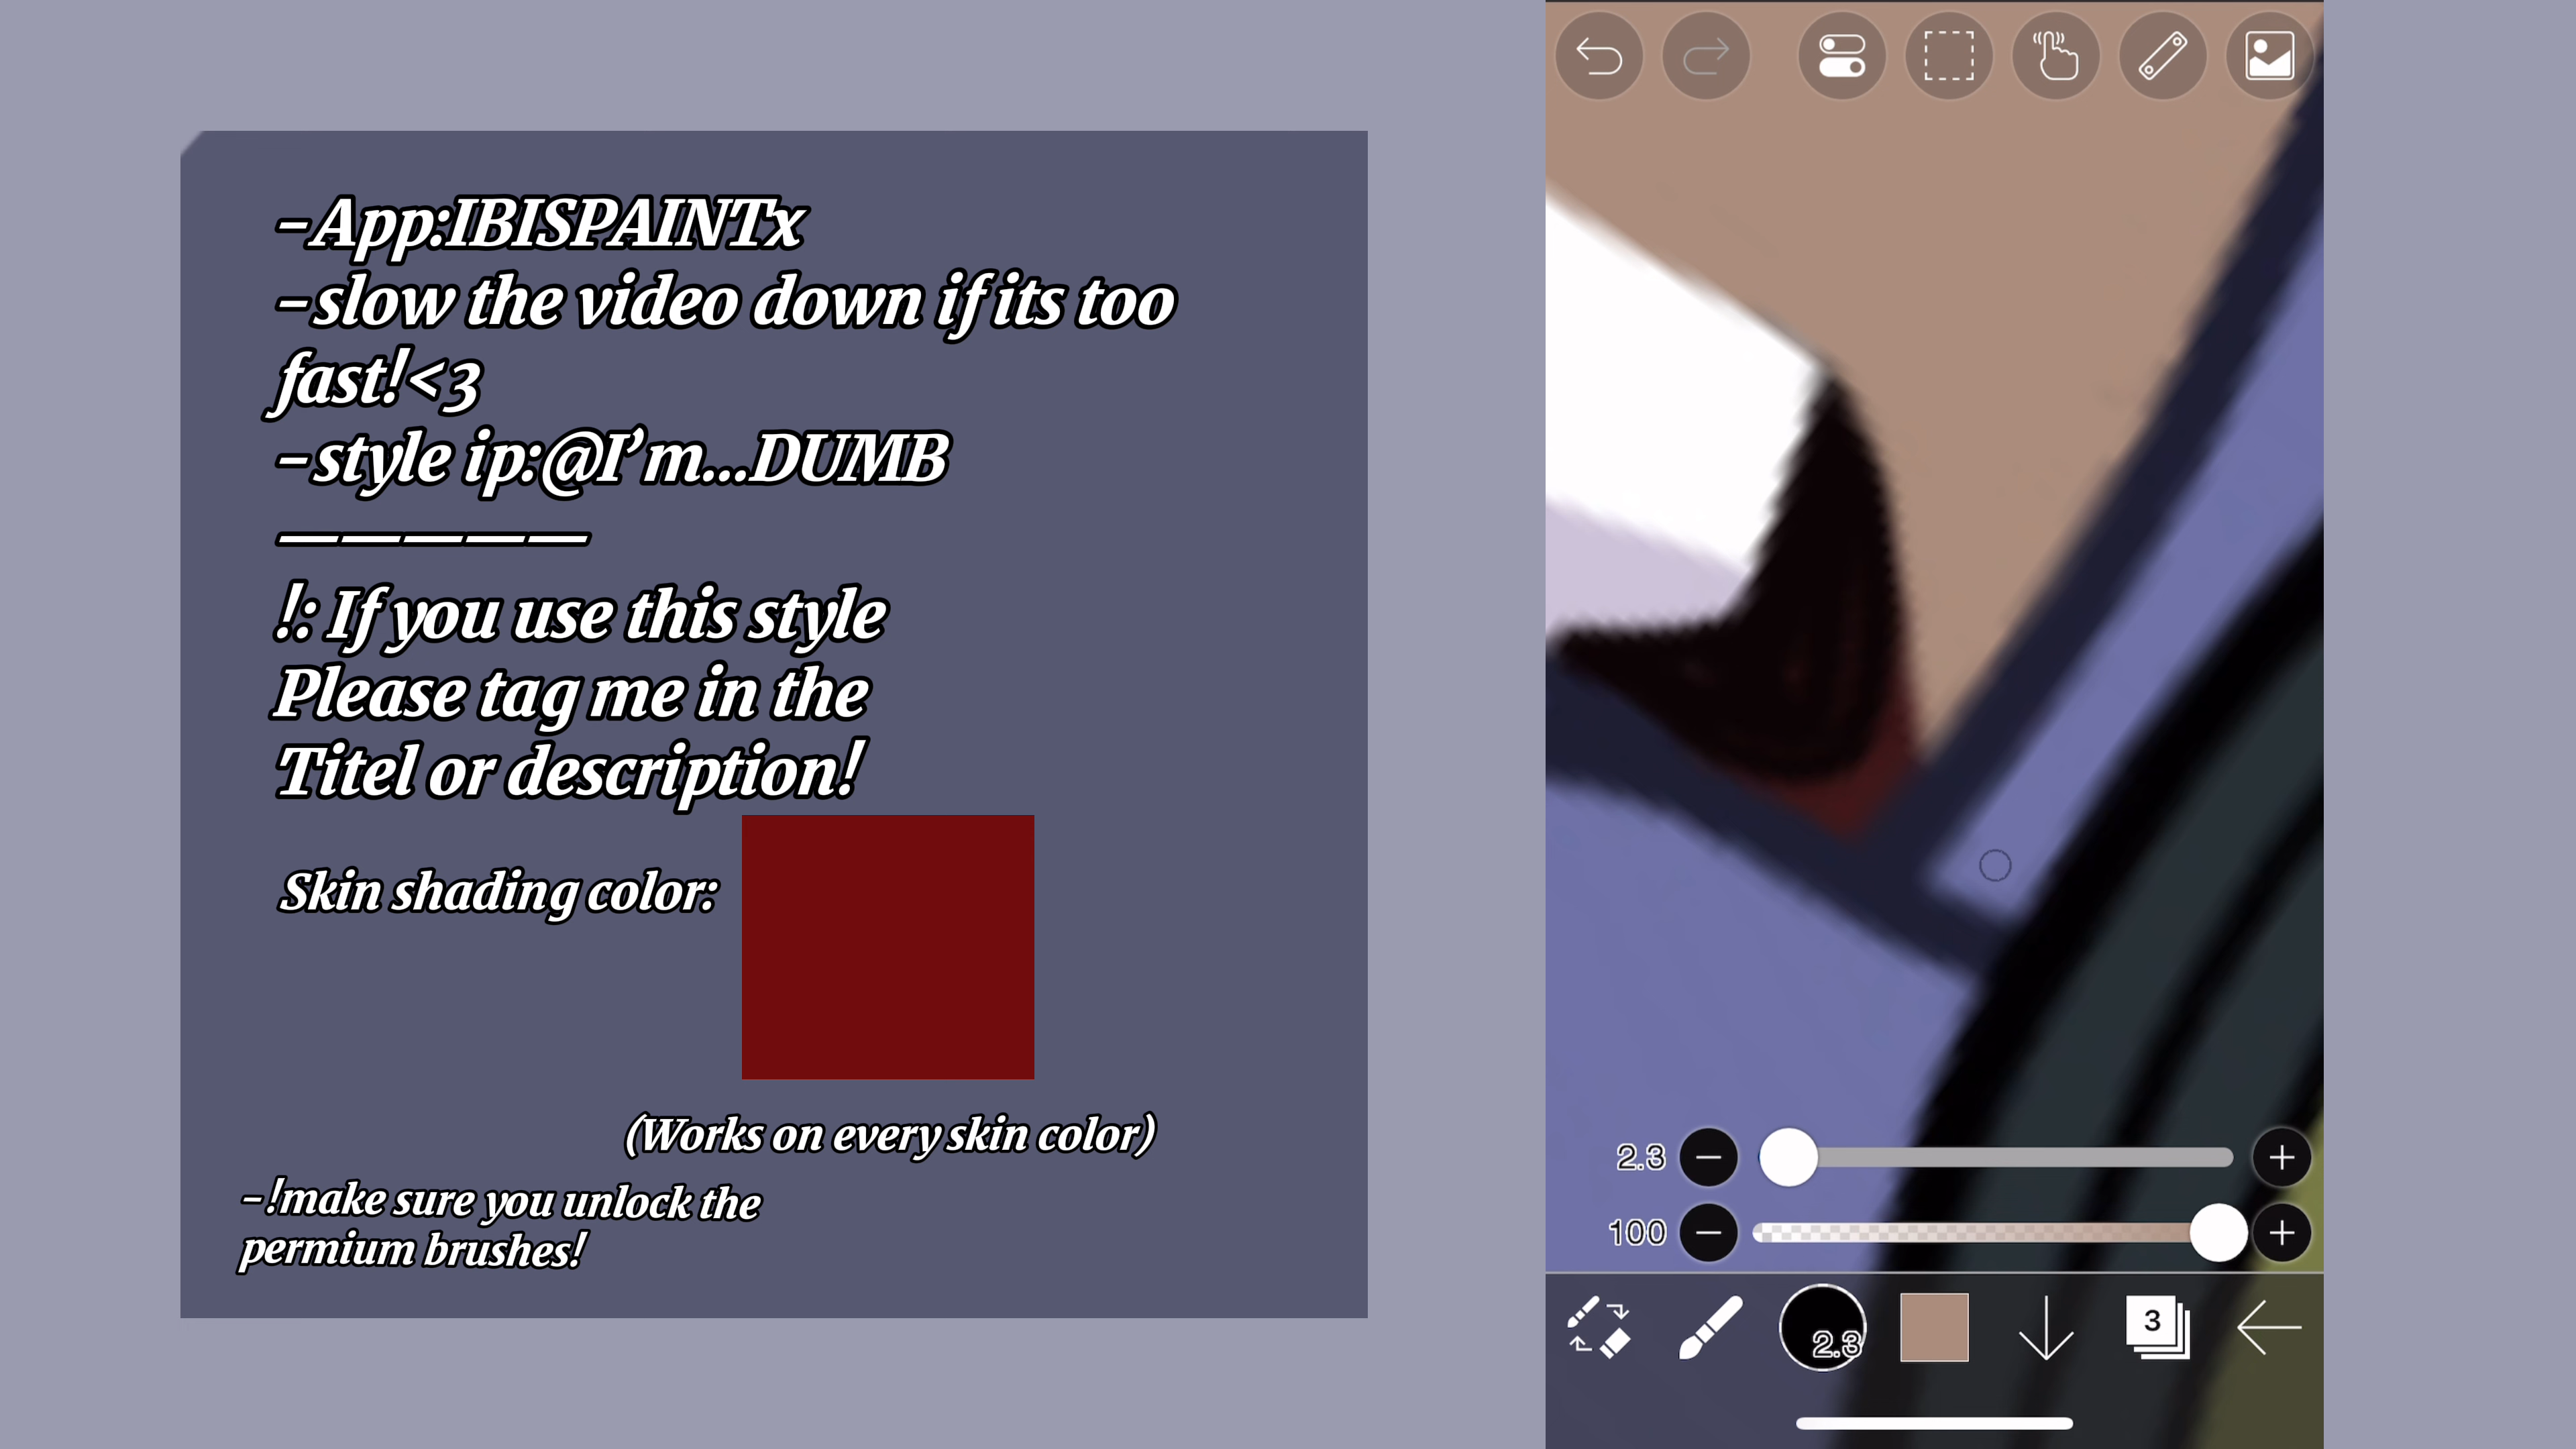 -App:IBISPAINTx
-slow the video down if its too
fast!<3
-style ip:@I'm...DUMB
—————
!: If you use this style
Please tag me in the
Titel or description!
Skin shading color:
(Works on every skin color)
-!make sure you unlock the
permium brushes!
2.3
100
2.3
3